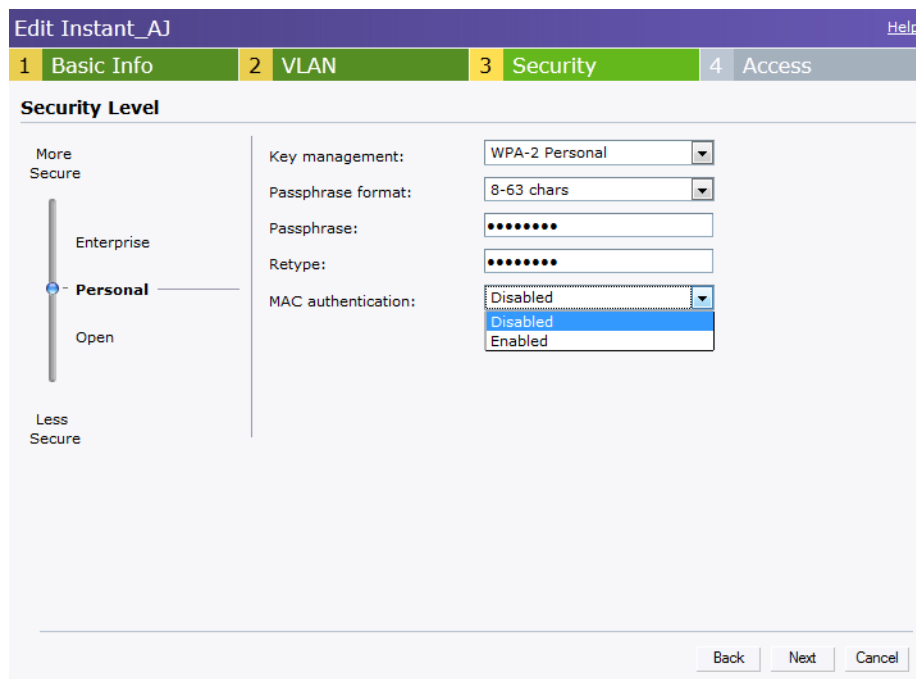 Edit Instant_AJ
Help
1 Basic Info 2 VLAN 3 Security 4 Access
Security Level
More
Secure
Enterprise
Personal
Open
Less
Secure
Key management: WPA-2 Personal
Passphrase format: 8-63 chars
Passphrase: ••••••••
Retype: ••••••••
MAC authentication: Disabled
Disabled
Enabled
Back Next Cancel